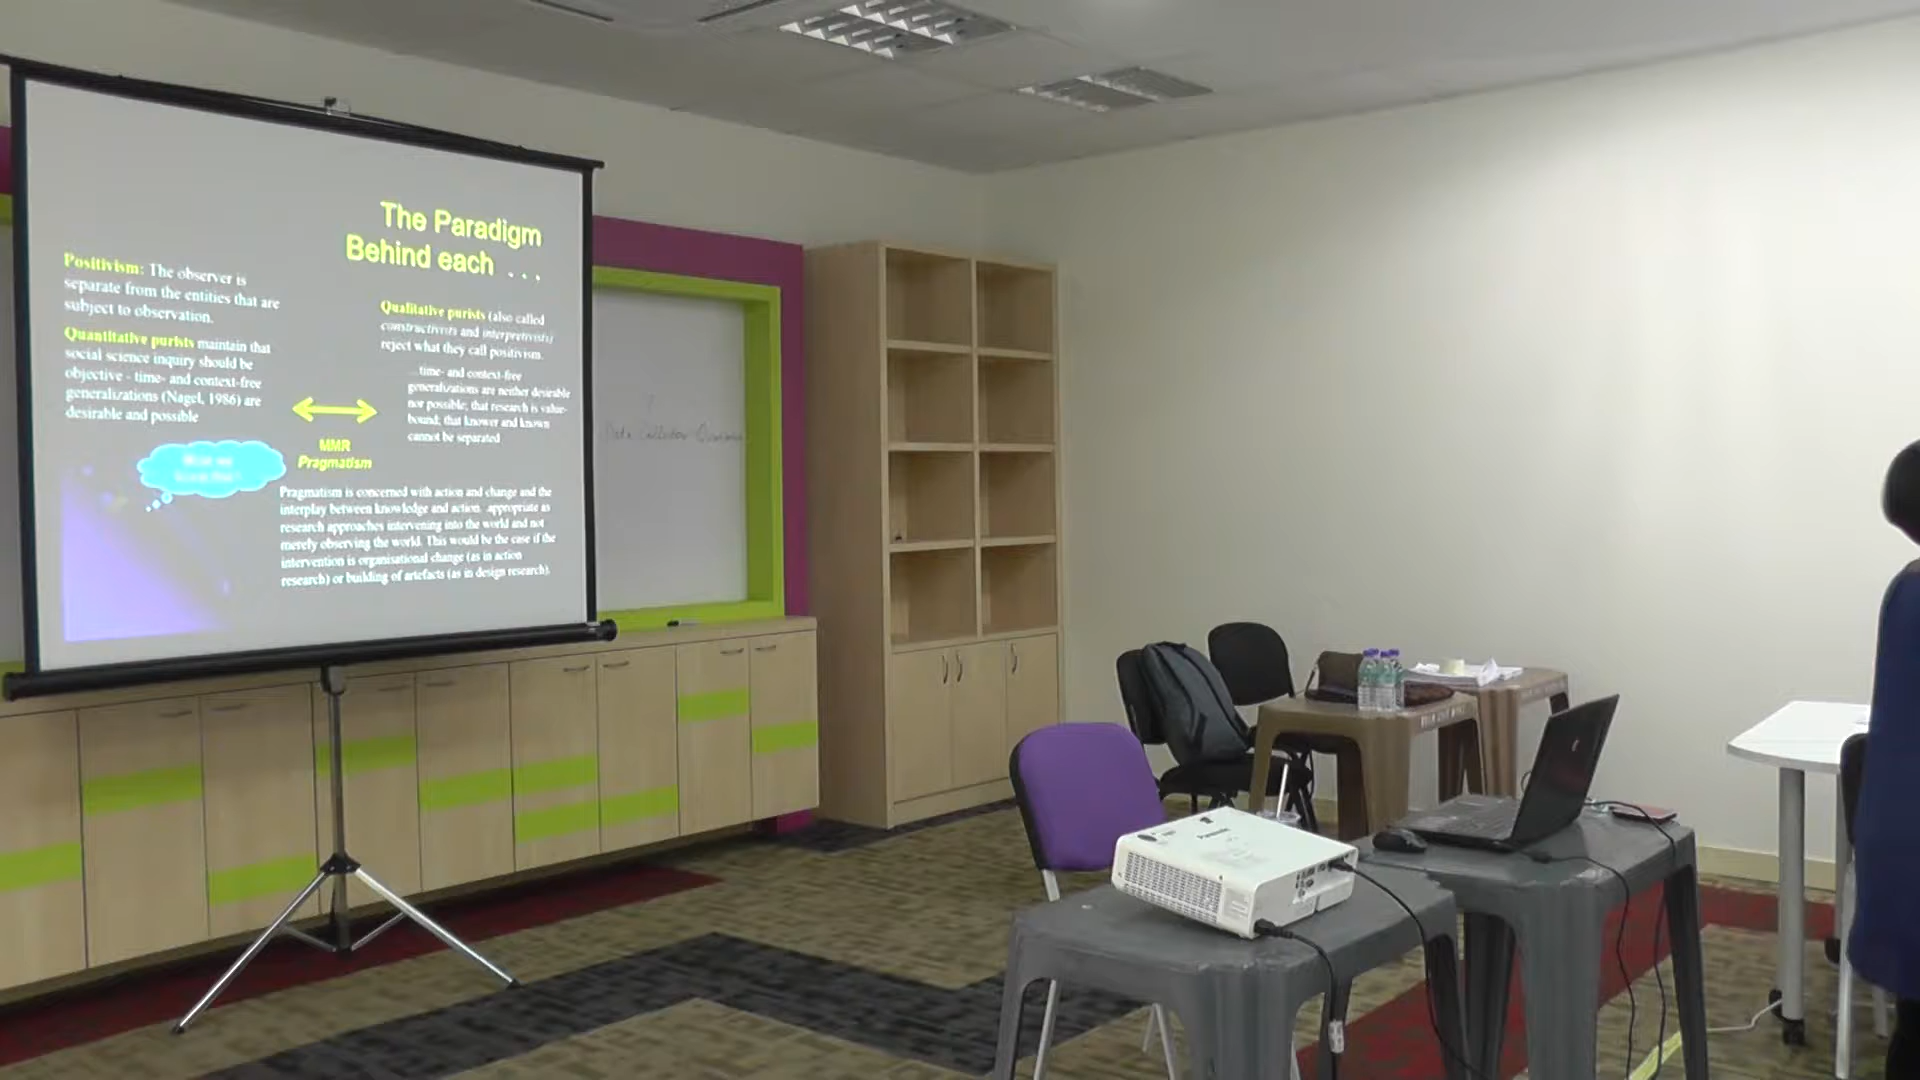 The Paradigm
Behind each . . .
Positivism: The observer is
separate from the entities that are
subject to observation.
Quantitative purists maintain that
social science inquiry should be
objective - time- and context-free
generalizations (Nagel, 1986) are
desirable and possible
Qualitative purists (also called
constructivists and interpretivists)
reject what they call positivism.
...time- and context-free
generalizations are neither desirable
nor possible; that research is value-
bound; that knower and known
cannot be separated
MMR
Pragmatism
Pragmatism is concerned with action and change and the
interplay between knowledge and action. appropriate as
research approaches intervening into the world and not
merely observing the world. This would be the case if the
intervention is organisational change (as in action
research) or building of artefacts (as in design research).
Data Collection
Panasonic